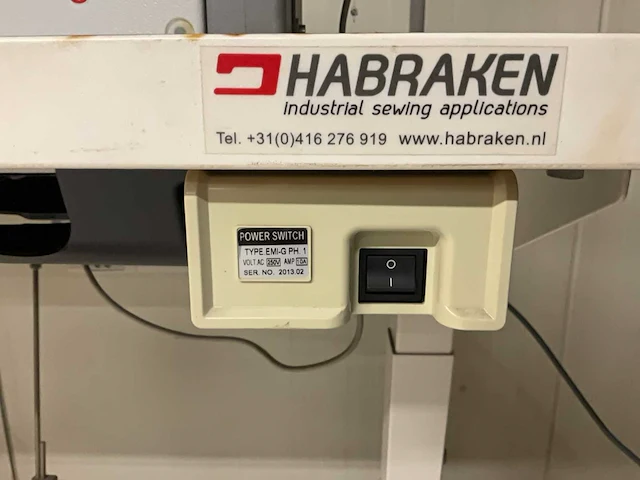 HABRAKEN
industrial sewing applications
Tel. +31(0)416 276 919 www.habraken.nl
POWER SWITCH
TYPE.EMI-G PH. 1
VOLT.AC 250V AMP 10A
SER. NO. 2013.02
O
I